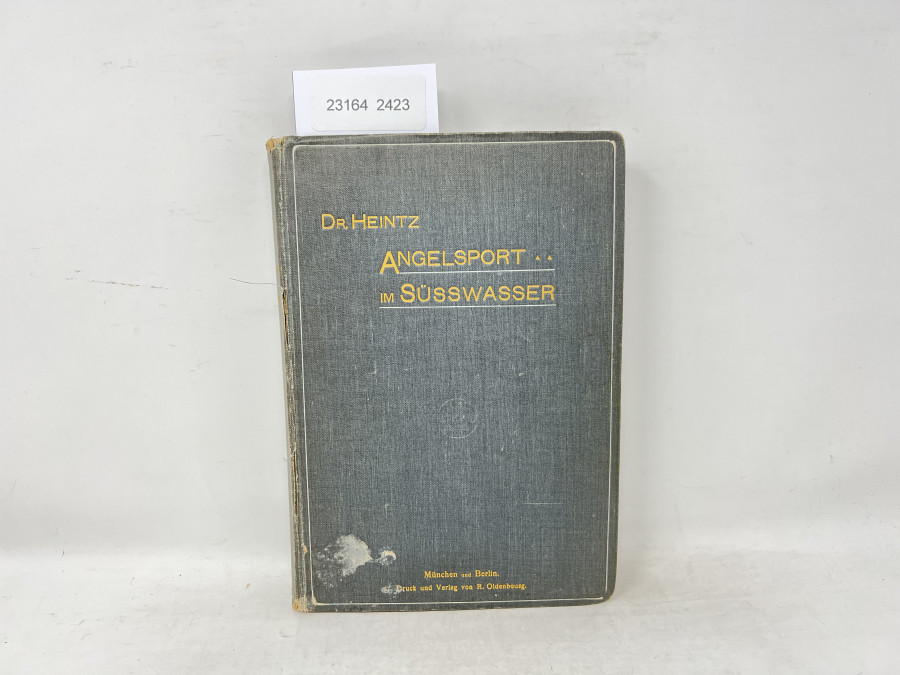 23164 2423
DR. HEINTZ
ANGELSPORT
IM SÜSSWASSER
München und Berlin.
Druck und Verlag von R. Oldenbourg.